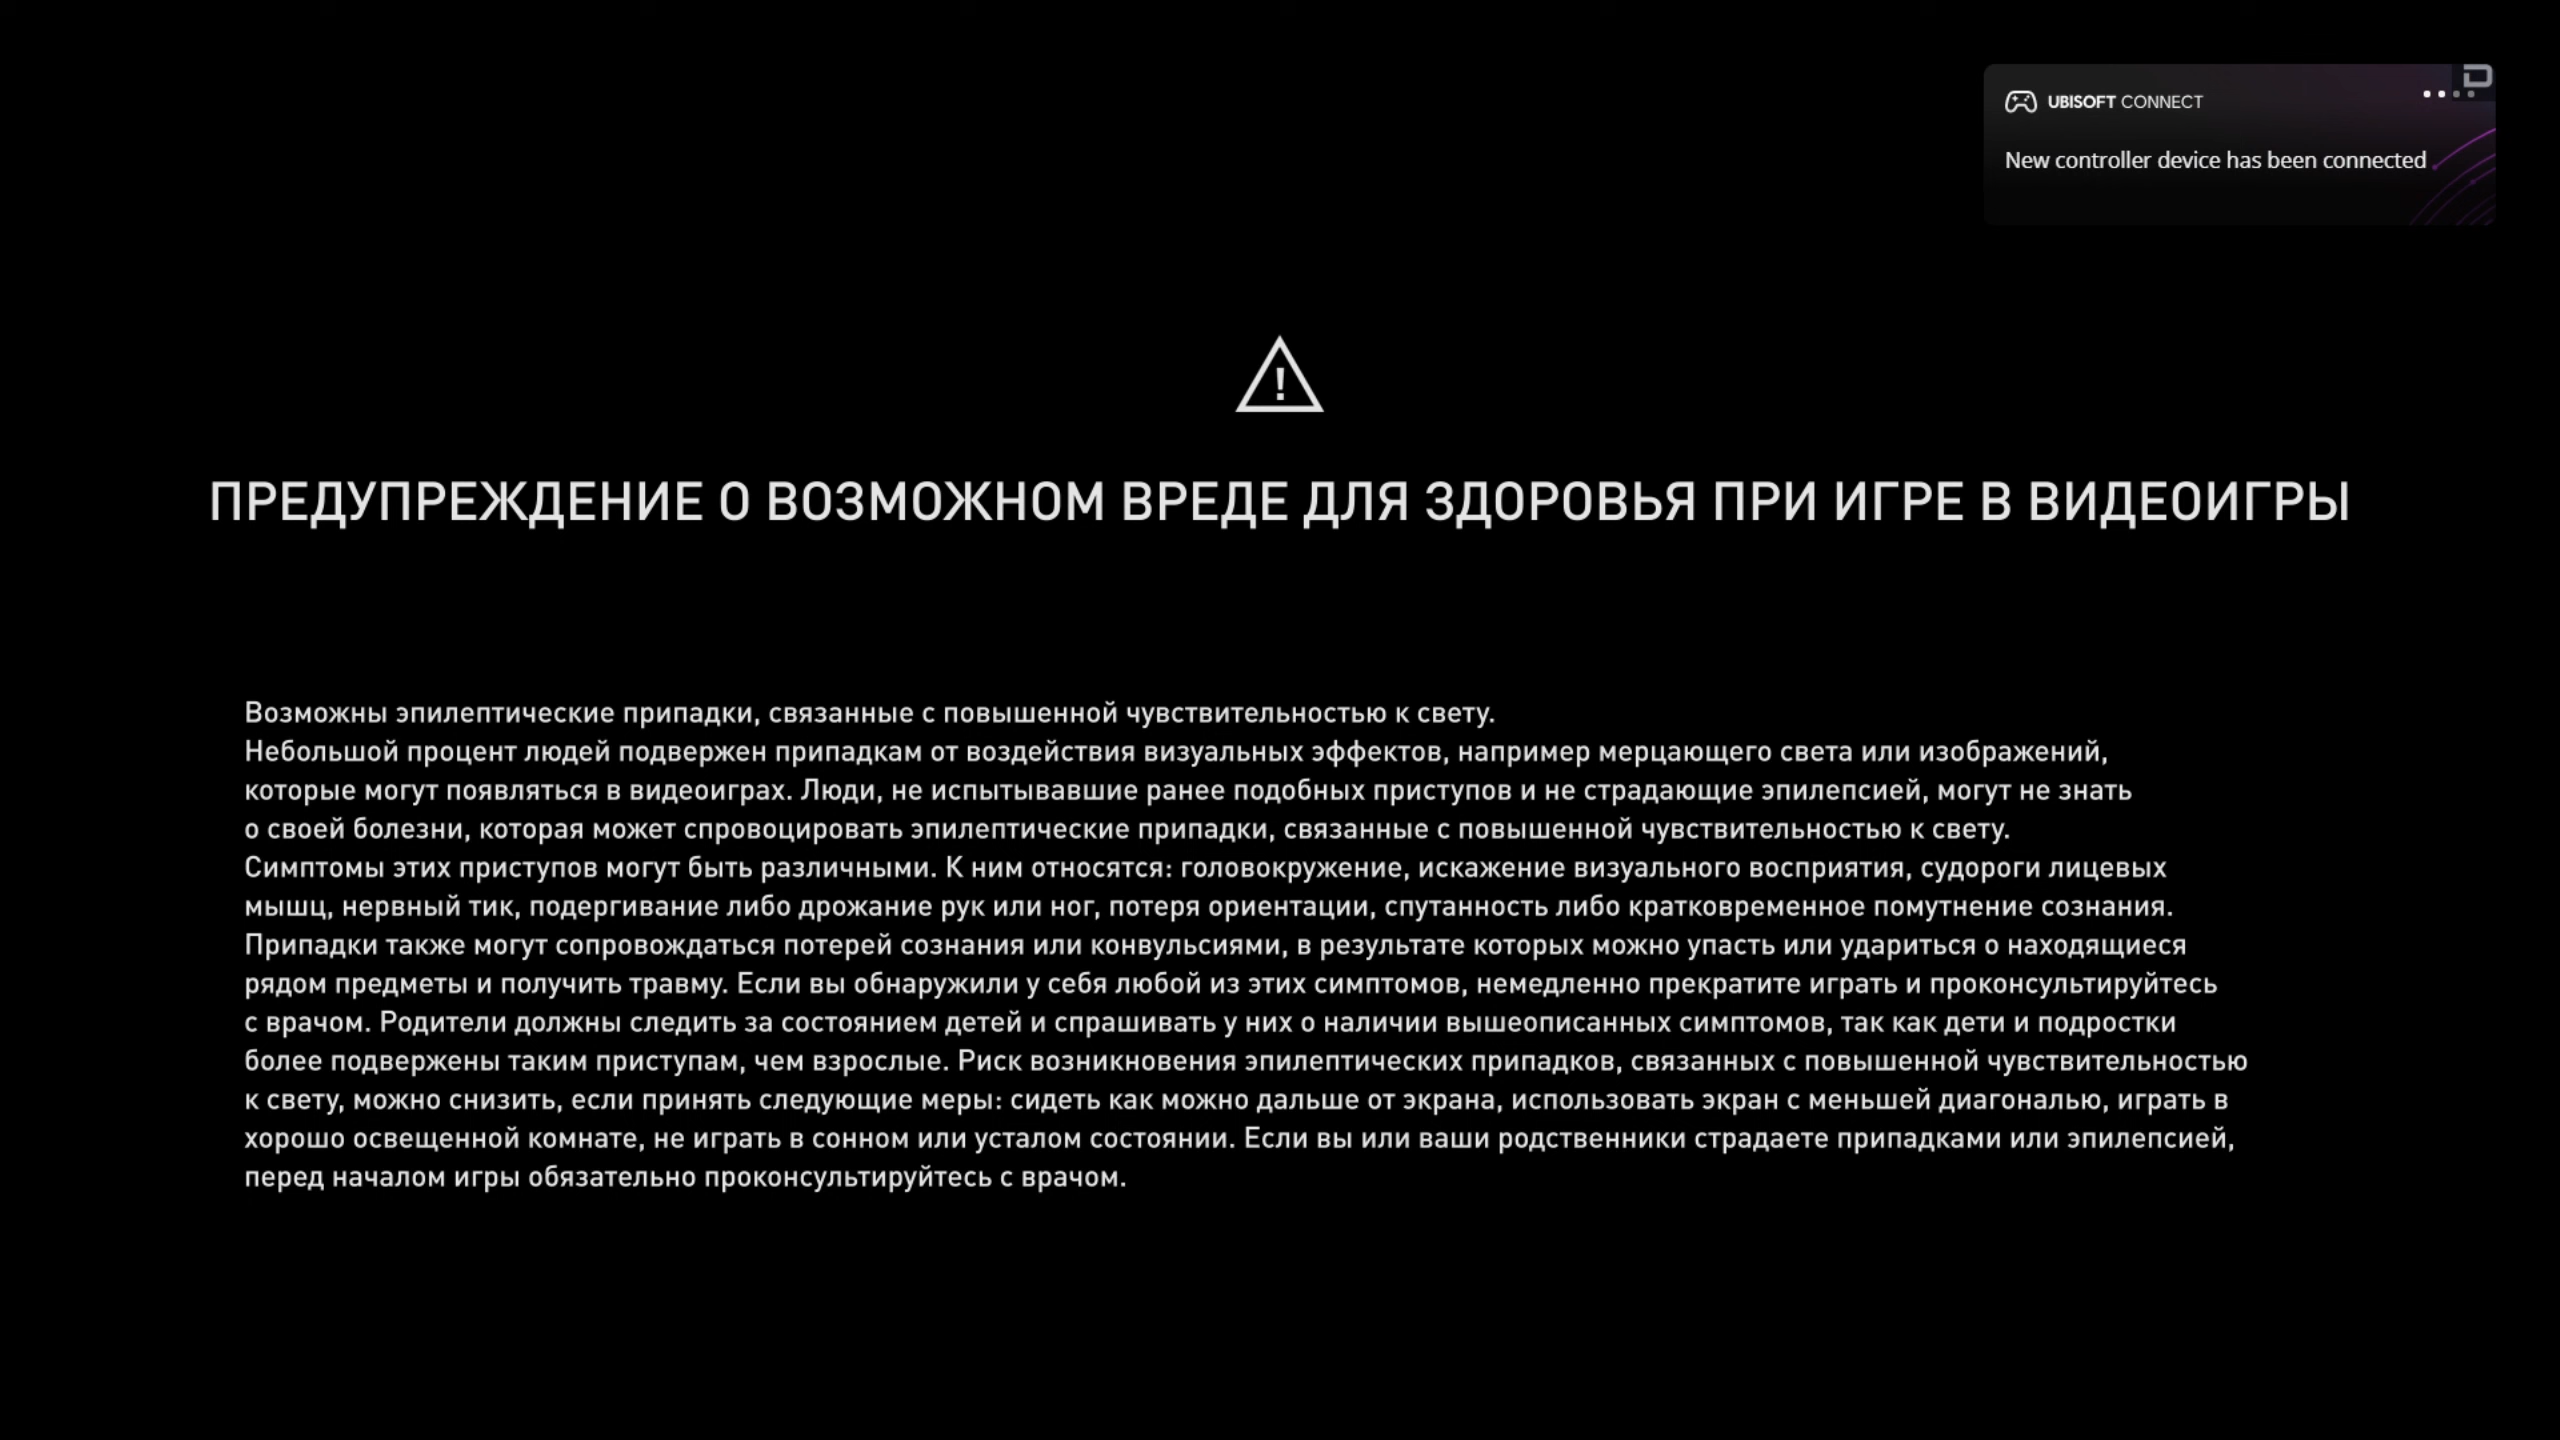 UBISOFT CONNECT
New controller device has been connected
ПРЕДУПРЕЖДЕНИЕ О ВОЗМОЖНОМ ВРЕДЕ ДЛЯ ЗДОРОВЬЯ ПРИ ИГРЕ В ВИДЕОИГРЫ
Возможны эпилептические припадки, связанные с повышенной чувствительностью к свету.
Небольшой процент людей подвержен припадкам от воздействия визуальных эффектов, например мерцающего света или изображений,
которые могут появляться в видеоиграх. Люди, не испытывавшие ранее подобных приступов и не страдающие эпилепсией, могут не знать
о своей болезни, которая может спровоцировать эпилептические припадки, связанные с повышенной чувствительностью к свету.
Симптомы этих приступов могут быть различными. К ним относятся: головокружение, искажение визуального восприятия, судороги лицевых
мышц, нервный тик, подергивание либо дрожание рук или ног, потеря ориентации, спутанность либо кратковременное помутнение сознания.
Припадки также могут сопровождаться потерей сознания или конвульсиями, в результате которых можно упасть или удариться о находящиеся
рядом предметы и получить травму. Если вы обнаружили у себя любой из этих симптомов, немедленно прекратите играть и проконсультируйтесь
с врачом. Родители должны следить за состоянием детей и спрашивать у них о наличии вышеописанных симптомов, так как дети и подростки
более подвержены таким приступам, чем взрослые. Риск возникновения эпилептических припадков, связанных с повышенной чувствительностью
к свету, можно снизить, если принять следующие меры: сидеть как можно дальше от экрана, использовать экран с меньшей диагональю, играть в
хорошо освещенной комнате, не играть в сонном или усталом состоянии. Если вы или ваши родственники страдаете припадками или эпилепсией,
перед началом игры обязательно проконсультируйтесь с врачом.